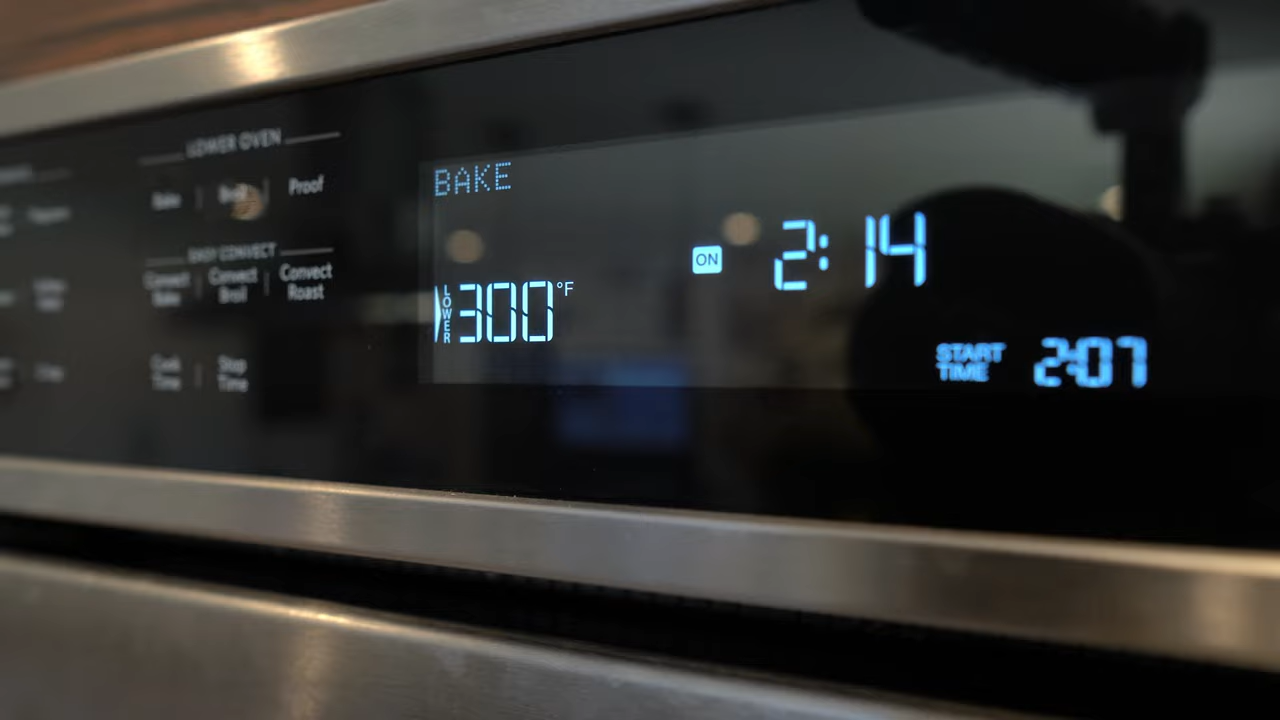 LOWER OVEN
Bake | Broil | Proof
EASY CONVECT
Convect Bake | Convect Broil | Convect Roast
Cook Time | Stop Time
BAKE
ON 2:14
LOWER 300°F
START TIME 2:07